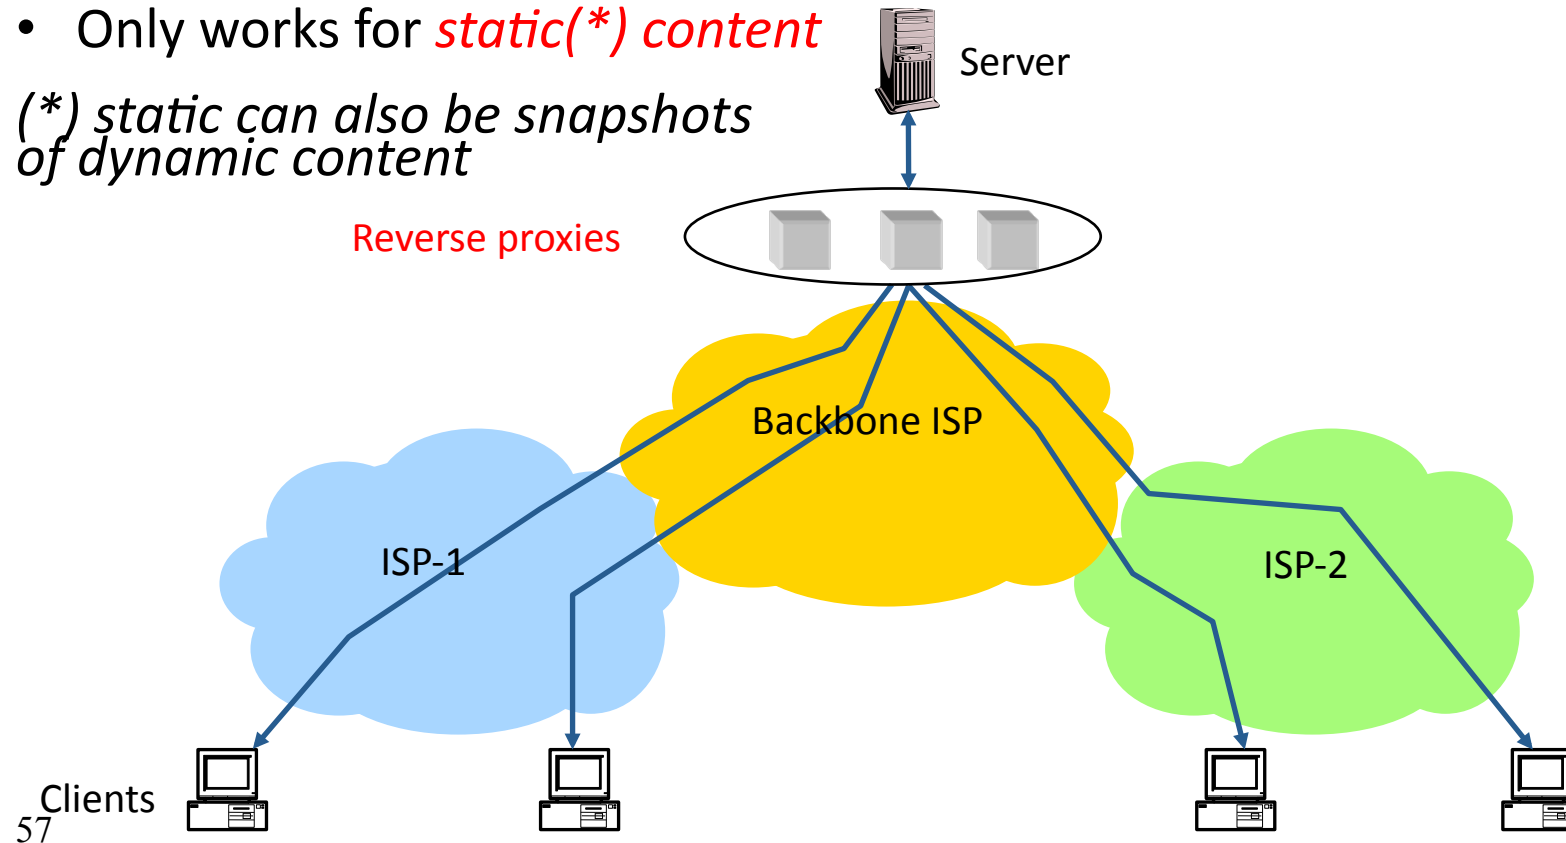 • Only works for static(*) content
(*) static can also be snapshots
of dynamic content
Server
Reverse proxies
Backbone ISP
ISP-1
ISP-2
Clients
57